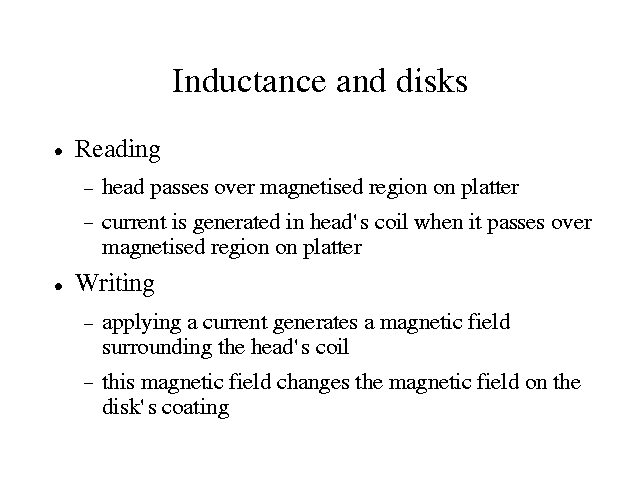 Inductance and disks
• Reading
– head passes over magnetised region on platter
– current is generated in head's coil when it passes over
magnetised region on platter
• Writing
– applying a current generates a magnetic field
surrounding the head's coil
– this magnetic field changes the magnetic field on the
disk's coating